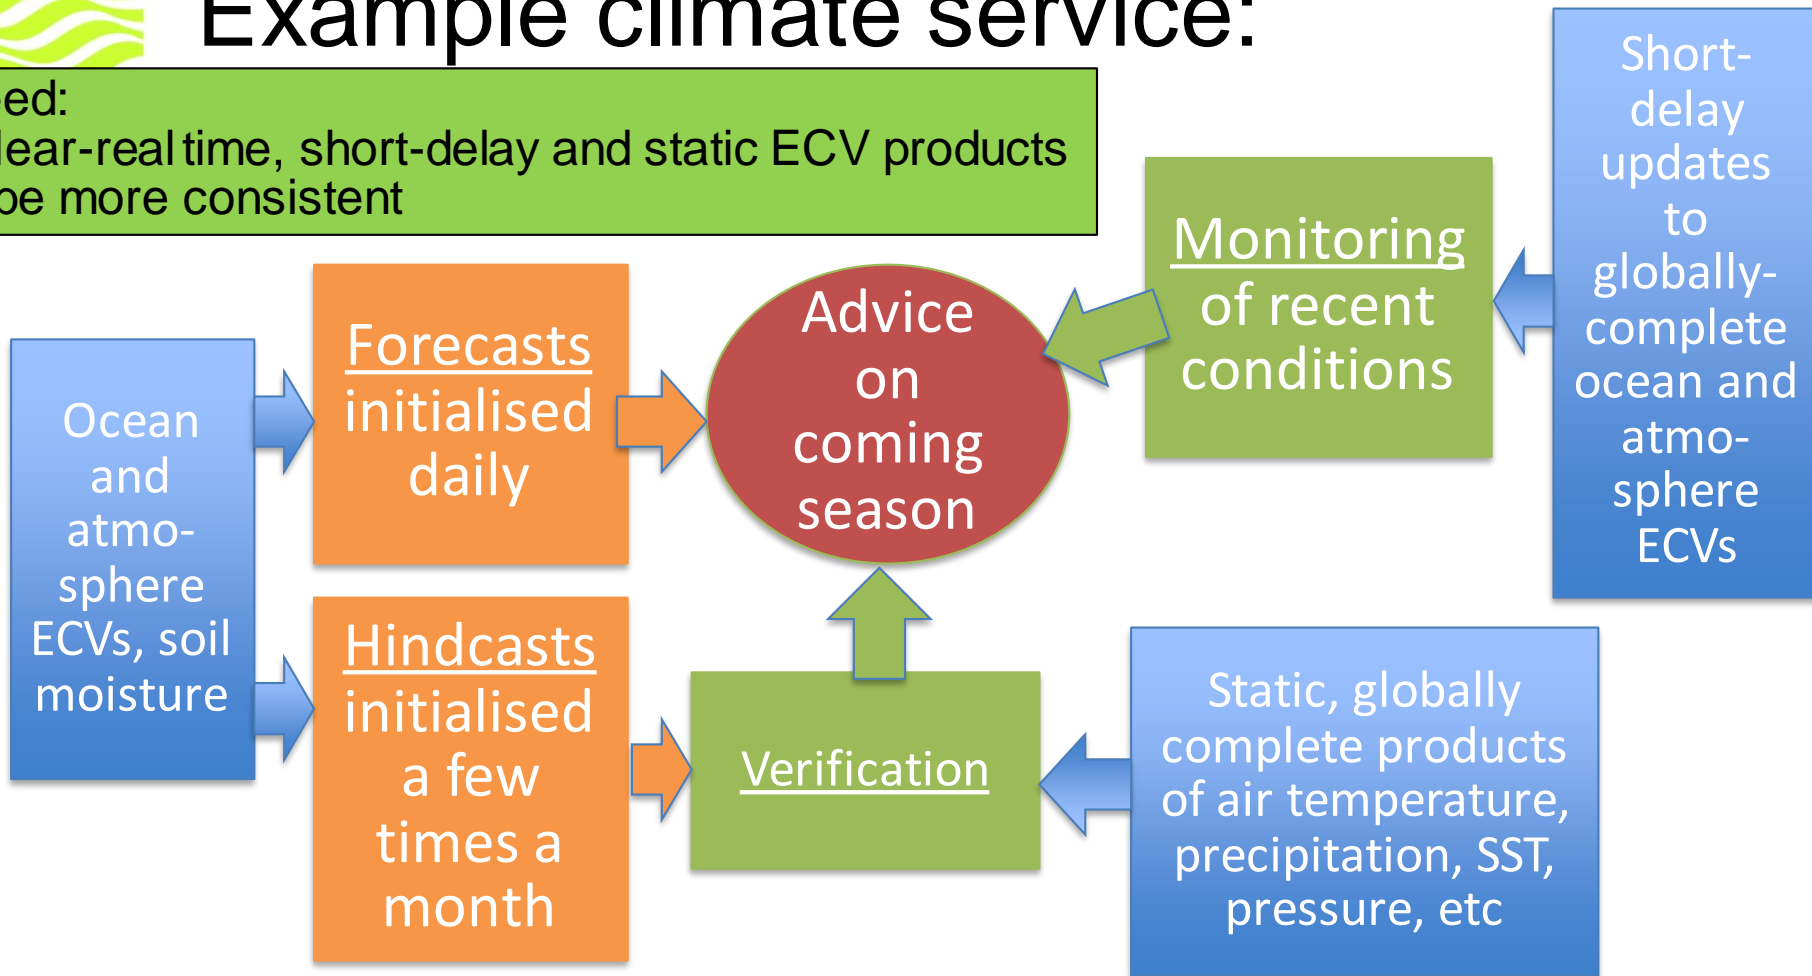 Example climate service:
eed:
lear-real time, short-delay and static ECV products
be more consistent
Ocean
and
atmo-
sphere
ECVs, soil
moisture
Forecasts
initialised
daily
Hindcasts
initialised
a few
times a
month
Advice
on
coming
season
Verification
Monitoring
of recent
conditions
Short-
delay
updates
to
globally-
complete
ocean and
atmo-
sphere
ECVs
Static, globally
complete products
of air temperature,
precipitation, SST,
pressure, etc